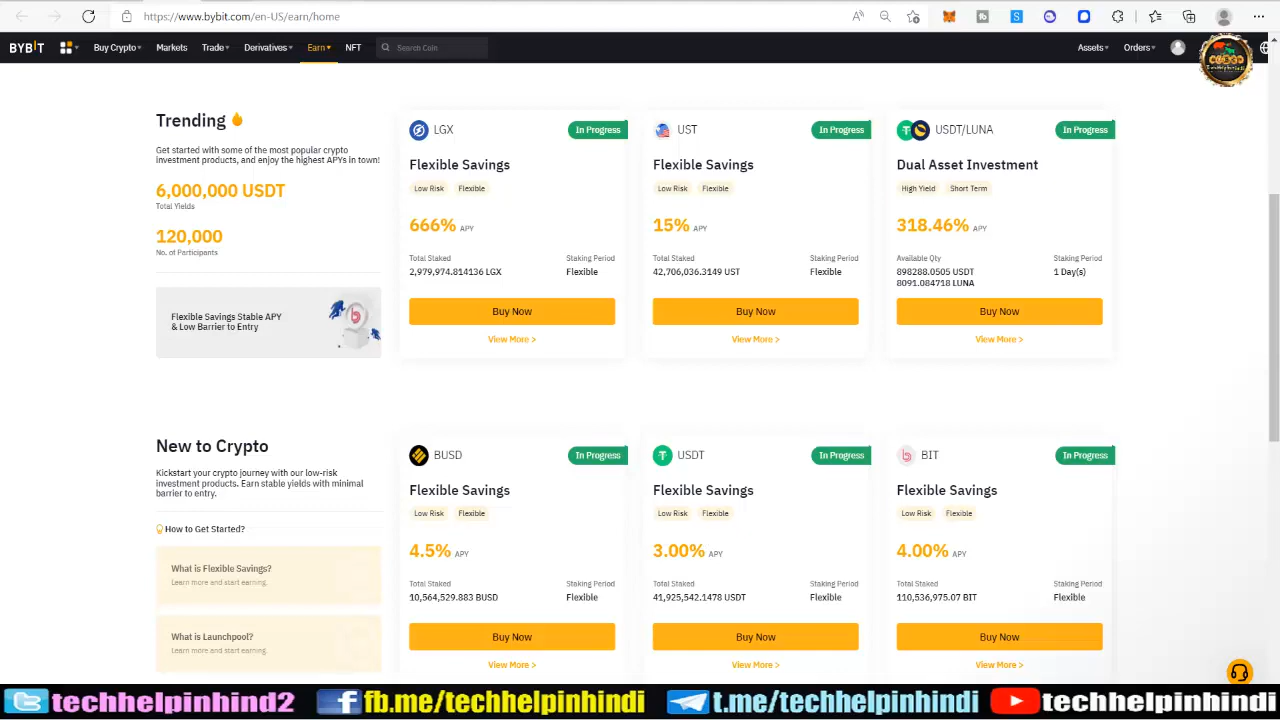 https://www.bybit.com/en-US/earn/home
BYBIT Buy Crypto Markets Trade Derivatives Earn NFT Search Coin Assets Orders
Trending
Get started with some of the most popular crypto
investment products, and enjoy the highest APYs in town!
6,000,000 USDT
Total Yields
120,000
No. of Participants
Flexible Savings Stable APY
& Low Barrier to Entry
LGX In Progress
Flexible Savings
Low Risk Flexible
666% APY
Total Staked Staking Period
2,979,974.814136 LGX Flexible
Buy Now
View More >
UST In Progress
Flexible Savings
Low Risk Flexible
15% APY
Total Staked Staking Period
42,706,036.3149 UST Flexible
Buy Now
View More >
USDT/LUNA In Progress
Dual Asset Investment
High Yield Short Term
318.46% APY
Available Qty Staking Period
898288.0505 USDT 1 Day(s)
8091.084718 LUNA
Buy Now
View More >
New to Crypto
Kickstart your crypto journey with our low-risk
investment products. Earn stable yields with minimal
barrier to entry.
How to Get Started?
What is Flexible Savings?
Learn more and start earning.
What is Launchpool?
Learn more and start earning.
BUSD In Progress
Flexible Savings
Low Risk Flexible
4.5% APY
Total Staked Staking Period
10,564,529.883 BUSD Flexible
Buy Now
View More >
USDT In Progress
Flexible Savings
Low Risk Flexible
3.00% APY
Total Staked Staking Period
41,925,542.1478 USDT Flexible
Buy Now
View More >
BIT In Progress
Flexible Savings
Low Risk Flexible
4.00% APY
Total Staked Staking Period
110,536,975.07 BIT Flexible
Buy Now
View More >
techhelpinhind2 fb.me/techhelpinhindi t.me/techhelpinhindi techhelpinhindi